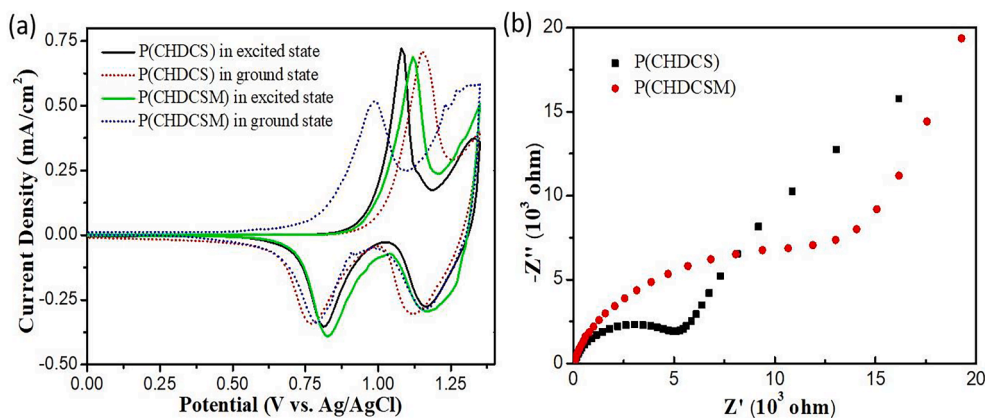 (a)
0.75
0.50
0.25
0.00
-0.25
-0.50
Current Density (mA/cm²)
P(CHDCS) in excited state
P(CHDCS) in ground state
P(CHDCSM) in excited state
P(CHDCSM) in ground state
0.00 0.25 0.50 0.75 1.00 1.25
Potential (V vs. Ag/AgCl)
(b)
20
15
10
5
0
-Z'' (10³ ohm)
P(CHDCS)
P(CHDCSM)
0 5 10 15 20
Z' (10³ ohm)